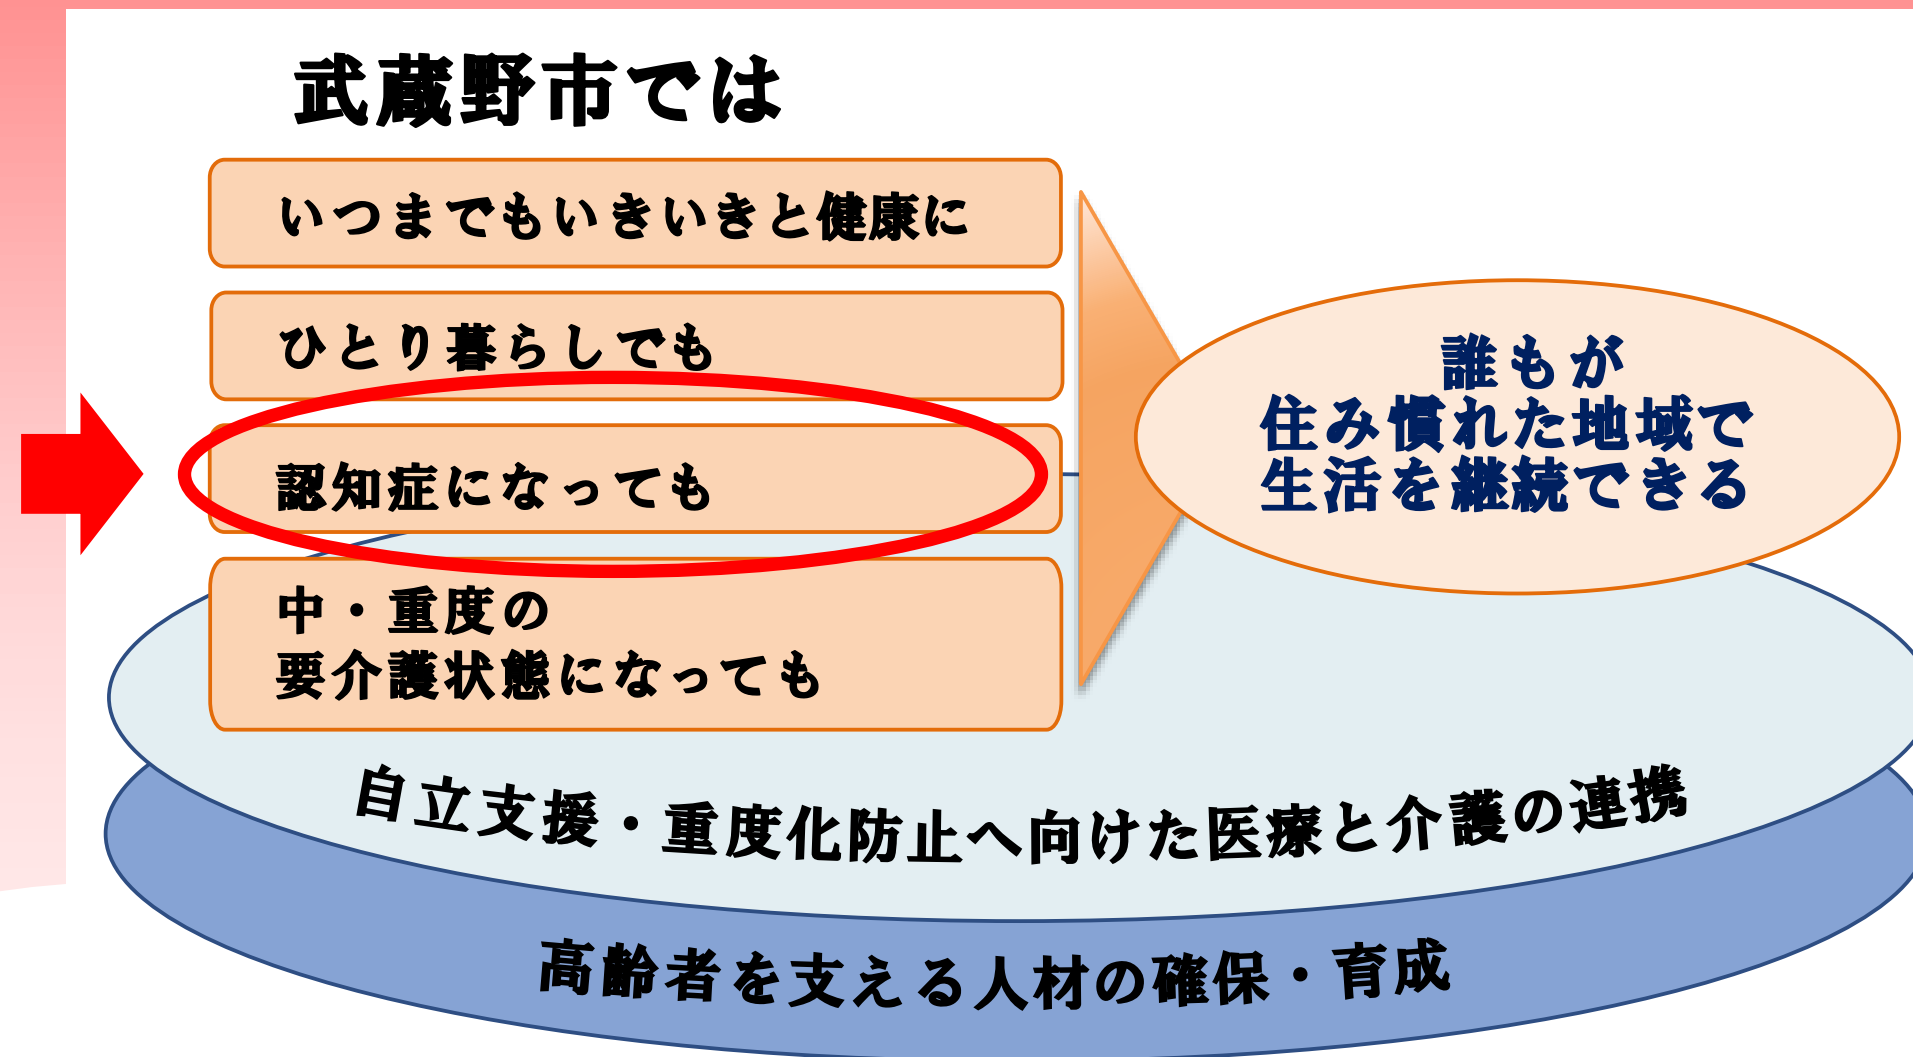 武蔵野市では
いつまでもいきいきと健康に
ひとり暮らしでも
認知症になっても
中・重度の
要介護状態になっても
誰もが
住み慣れた地域で
生活を継続できる
自立支援・重度化防止へ向けた医療と介護の連携
高齢者を支える人材の確保・育成